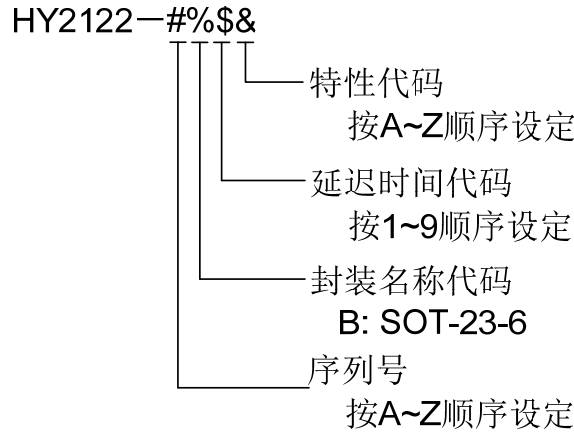 HY2122－#%$&
特性代码
按A~Z顺序设定
延迟时间代码
按1~9顺序设定
封装名称代码
B: SOT-23-6
序列号
按A~Z顺序设定